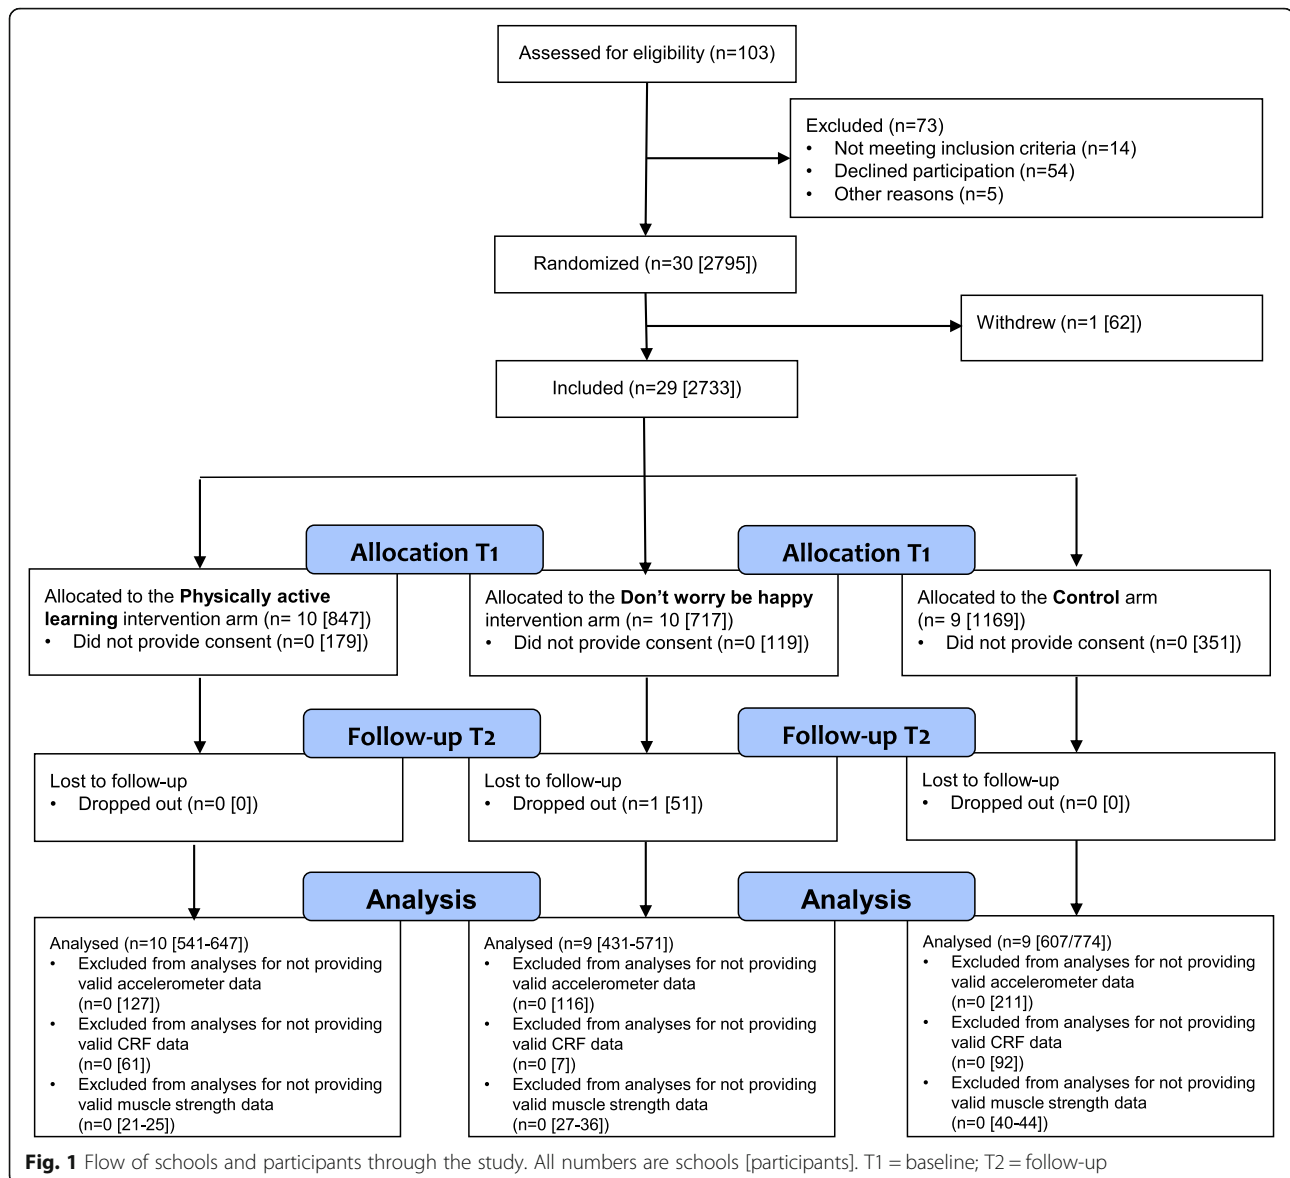 Assessed for eligibility (n=103)
Excluded (n=73)
• Not meeting inclusion criteria (n=14)
• Declined participation (n=54)
• Other reasons (n=5)
Randomized (n=30 [2795])
Withdrew (n=1 [62])
Included (n=29 [2733])
Allocation T1
Allocation T1
Allocated to the Physically active
learning intervention arm (n= 10 [847])
• Did not provide consent (n=0 [179])
Allocated to the Don't worry be happy
intervention arm (n= 10 [717])
• Did not provide consent (n=0 [119])
Allocated to the Control arm
(n= 9 [1169])
• Did not provide consent (n=0 [351])
Follow-up T2
Follow-up T2
Lost to follow-up
• Dropped out (n=0 [0])
Lost to follow-up
• Dropped out (n=1 [51])
Lost to follow-up
• Dropped out (n=0 [0])
Analysis
Analysis
Analysed (n=10 [541-647])
• Excluded from analyses for not providing
valid accelerometer data
(n=0 [127])
• Excluded from analyses for not providing
valid CRF data
(n=0 [61])
• Excluded from analyses for not providing
valid muscle strength data
(n=0 [21-25])
Analysed (n=9 [431-571])
• Excluded from analyses for not providing
valid accelerometer data
(n=0 [116])
• Excluded from analyses for not providing
valid CRF data
(n=0 [7])
• Excluded from analyses for not providing
valid muscle strength data
(n=0 [27-36])
Analysed (n=9 [607/774])
• Excluded from analyses for not providing
valid accelerometer data
(n=0 [211])
• Excluded from analyses for not providing
valid CRF data
(n=0 [92])
• Excluded from analyses for not providing
valid muscle strength data
(n=0 [40-44])
Fig. 1 Flow of schools and participants through the study. All numbers are schools [participants]. T1 = baseline; T2 = follow-up